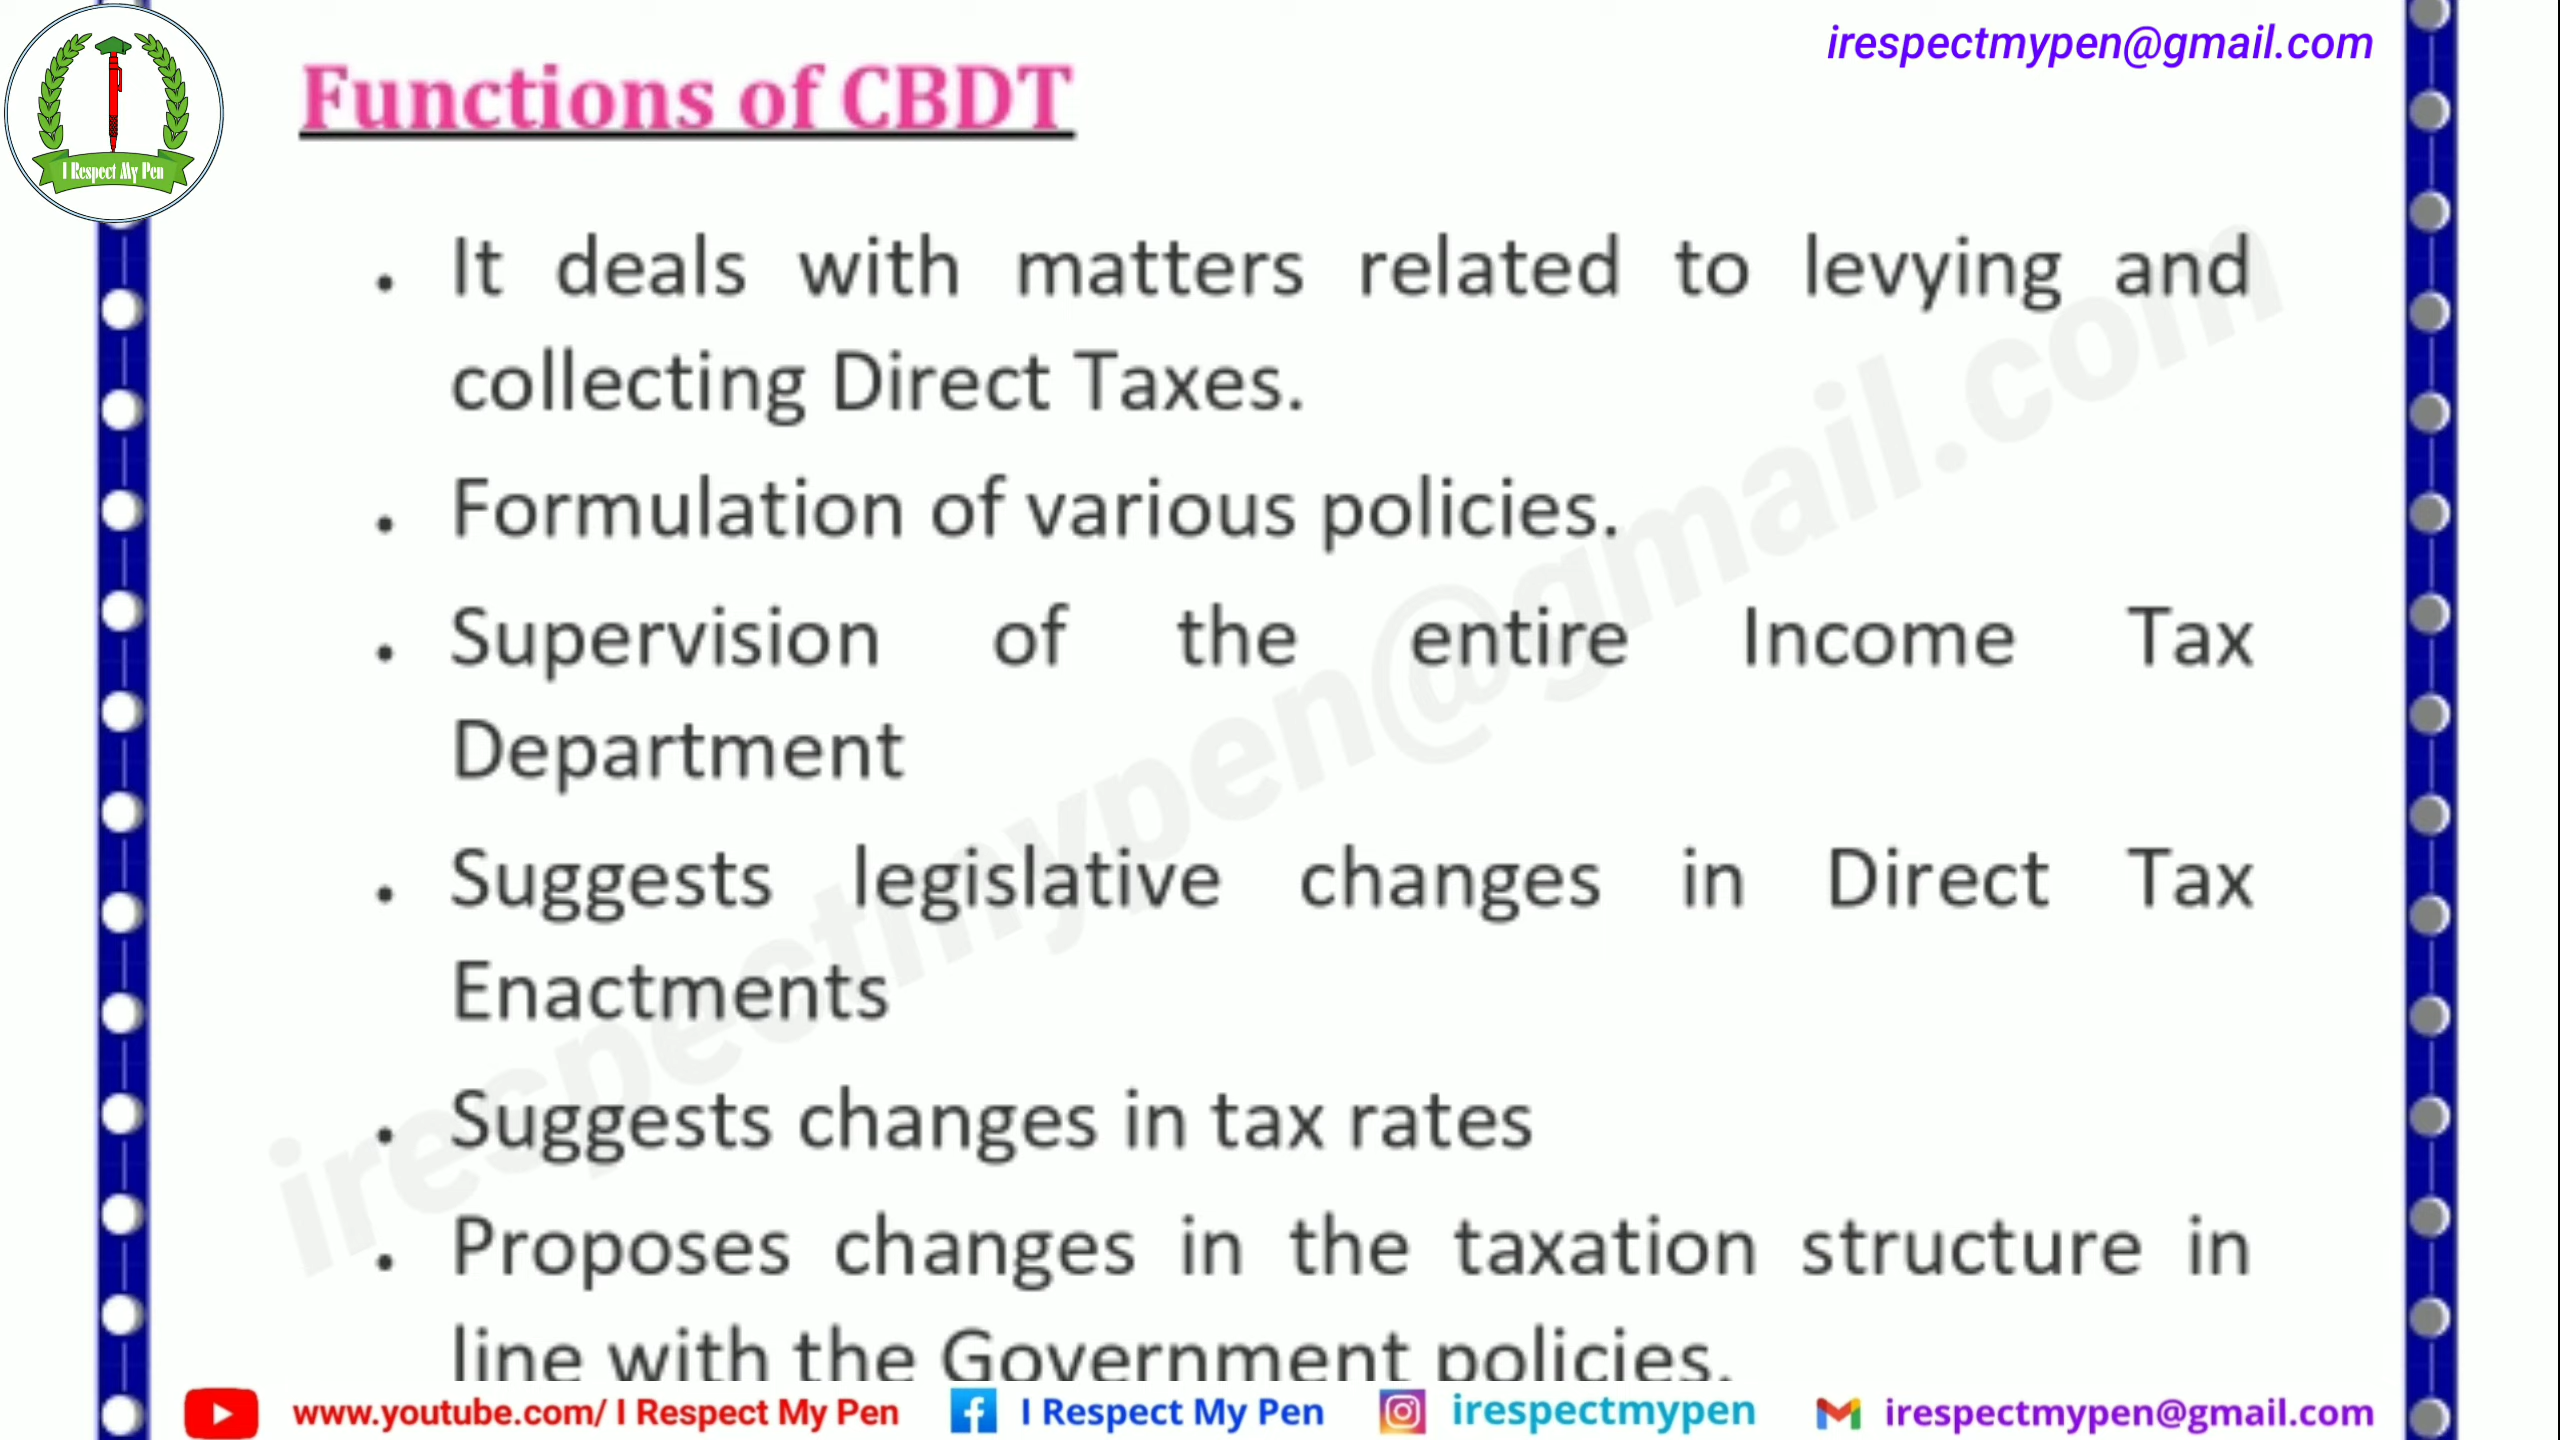 I Respect My Pen
irespectmypen@gmail.com
Functions of CBDT
• It deals with matters related to levying and
collecting Direct Taxes.
• Formulation of various policies.
• Supervision of the entire Income Tax
Department
• Suggests legislative changes in Direct Tax
Enactments
• Suggests changes in tax rates
• Proposes changes in the taxation structure in
line with the Government policies.
irespectmypen@gmail.com
www.youtube.com/ I Respect My Pen I Respect My Pen irespectmypen irespectmypen@gmail.com